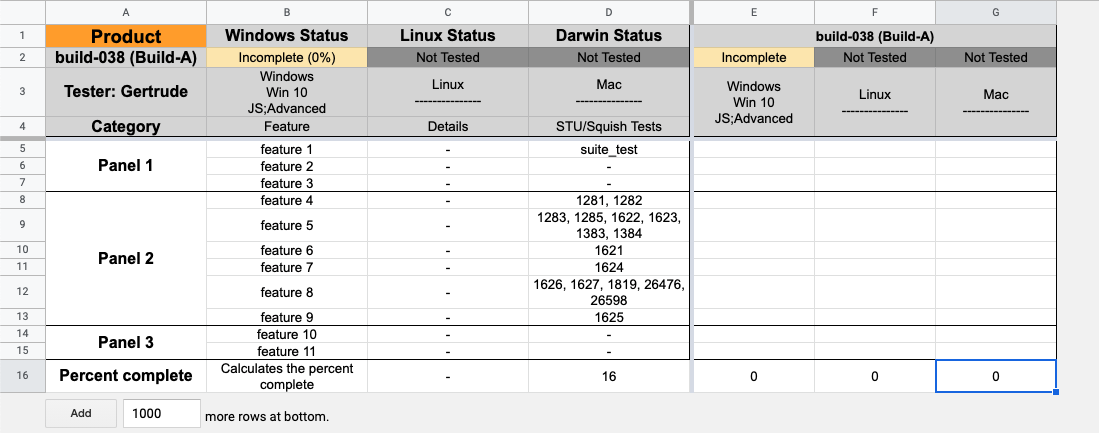 A B C D E F G
1 Product Windows Status Linux Status Darwin Status build-038 (Build-A)
2 build-038 (Build-A) Incomplete (0%) Not Tested Not Tested Incomplete Not Tested Not Tested
3 Tester: Gertrude
Windows
Win 10
JS;Advanced
Linux
---------------
Mac
---------------
Windows
Win 10
JS;Advanced
Linux
---------------
Mac
---------------
4 Category Feature Details STU/Squish Tests
5 feature 1 - suite_test
6 Panel 1 feature 2 - -
7 feature 3 - -
8 feature 4 - 1281, 1282
9 feature 5 - 1283, 1285, 1622, 1623,
1383, 1384
10 Panel 2 feature 6 - 1621
11 feature 7 - 1624
12 feature 8 - 1626, 1627, 1819, 26476,
26598
13 feature 9 - 1625
14 Panel 3 feature 10 - -
15 feature 11 - -
16 Percent complete Calculates the percent
complete - 16 0 0 0
Add 1000 more rows at bottom.